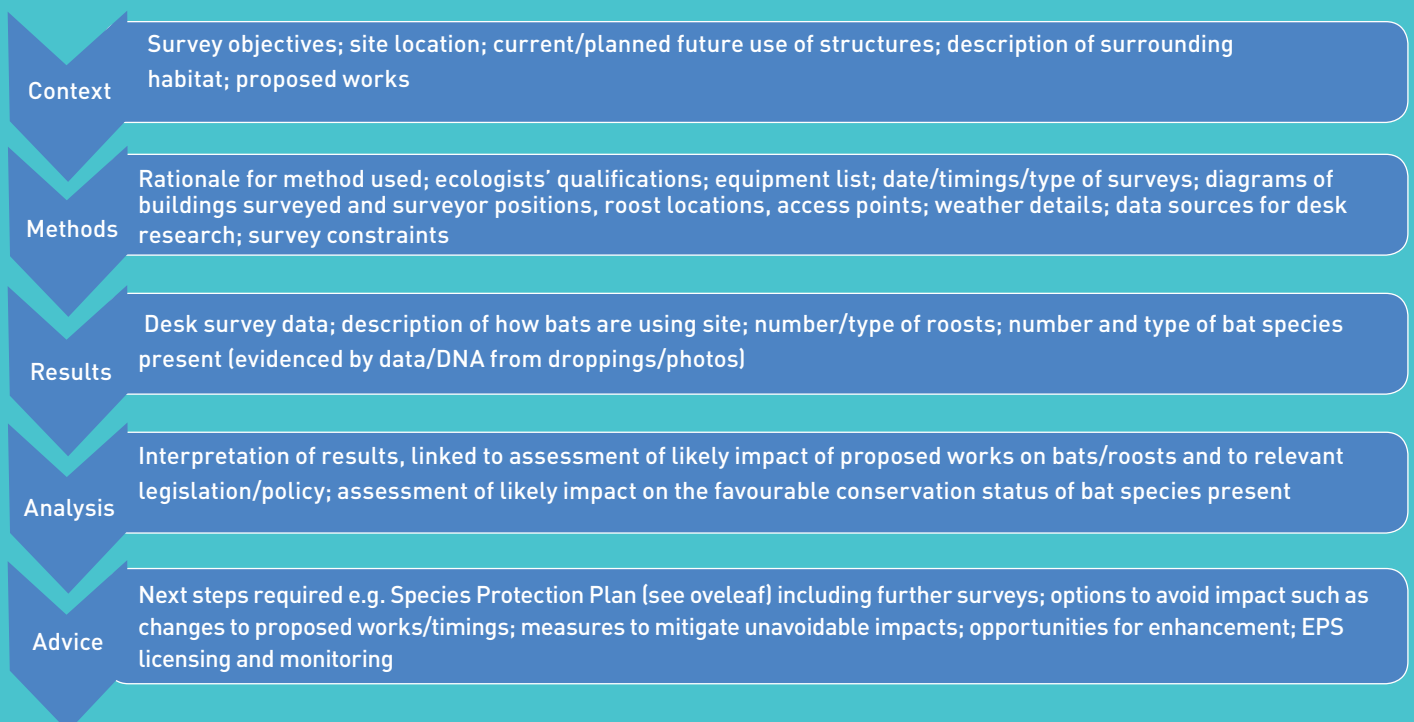 Context
Survey objectives; site location; current/planned future use of structures; description of surrounding
habitat; proposed works
Methods
Rationale for method used; ecologists’ qualifications; equipment list; date/timings/type of surveys; diagrams of
buildings surveyed and surveyor positions, roost locations, access points; weather details; data sources for desk
research; survey constraints
Results
Desk survey data; description of how bats are using site; number/type of roosts; number and type of bat species
present (evidenced by data/DNA from droppings/photos)
Analysis
Interpretation of results, linked to assessment of likely impact of proposed works on bats/roosts and to relevant
legislation/policy; assessment of likely impact on the favourable conservation status of bat species present
Advice
Next steps required e.g. Species Protection Plan (see oveleaf) including further surveys; options to avoid impact such as
changes to proposed works/timings; measures to mitigate unavoidable impacts; opportunities for enhancement; EPS
licensing and monitoring